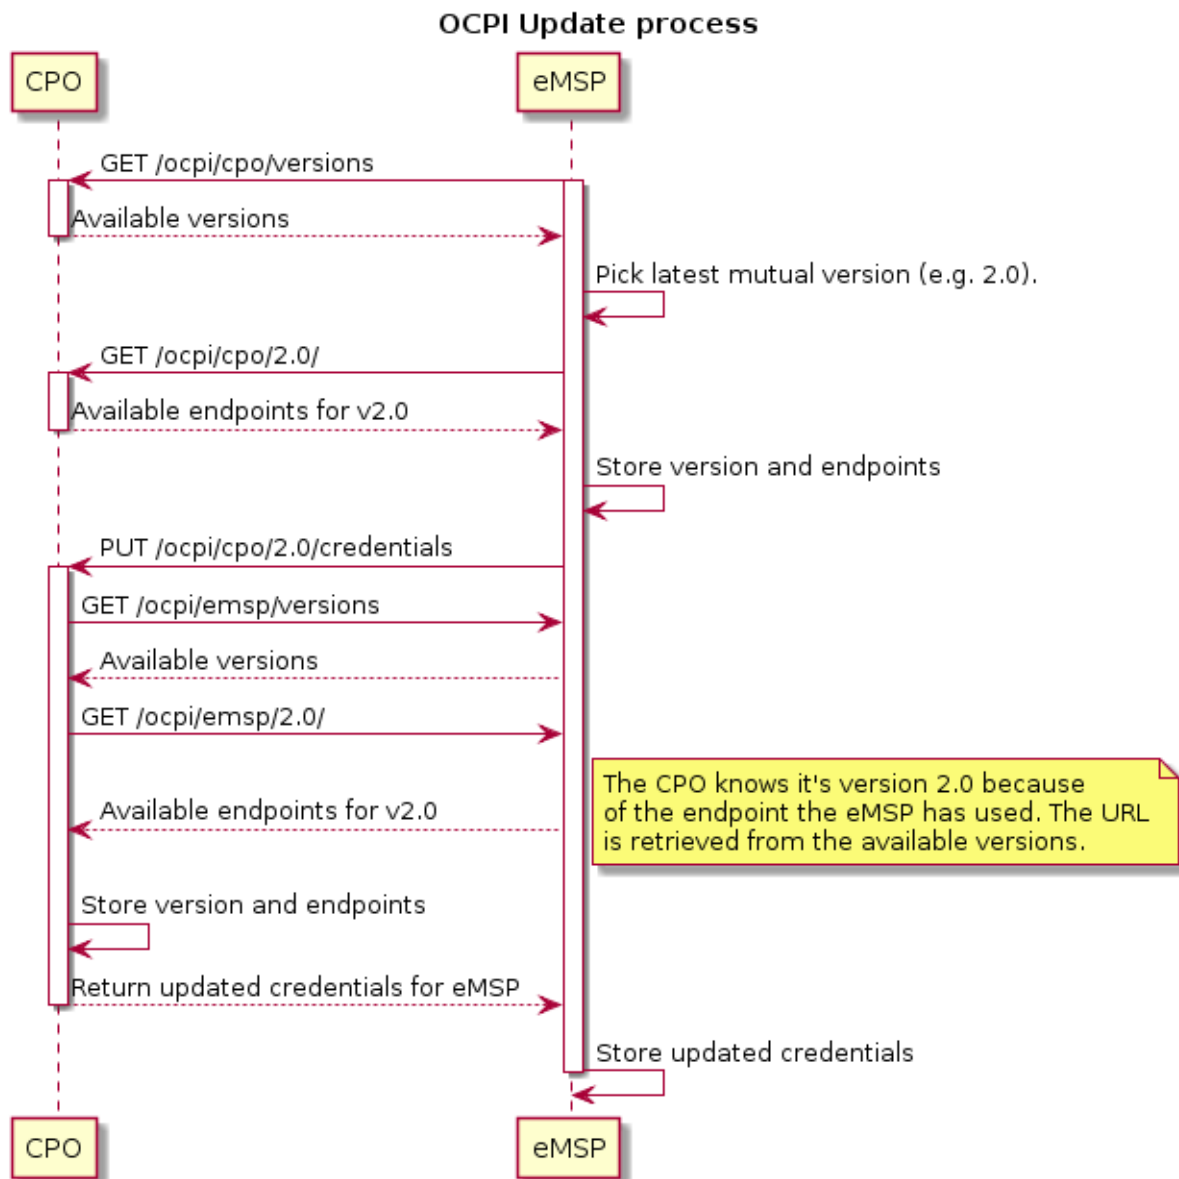 OCPI Update process
CPO
eMSP
GET /ocpi/cpo/versions
Available versions
Pick latest mutual version (e.g. 2.0).
GET /ocpi/cpo/2.0/
Available endpoints for v2.0
Store version and endpoints
PUT /ocpi/cpo/2.0/credentials
GET /ocpi/emsp/versions
Available versions
GET /ocpi/emsp/2.0/
The CPO knows it's version 2.0 because
of the endpoint the eMSP has used. The URL
is retrieved from the available versions.
Available endpoints for v2.0
Store version and endpoints
Return updated credentials for eMSP
Store updated credentials
CPO
eMSP